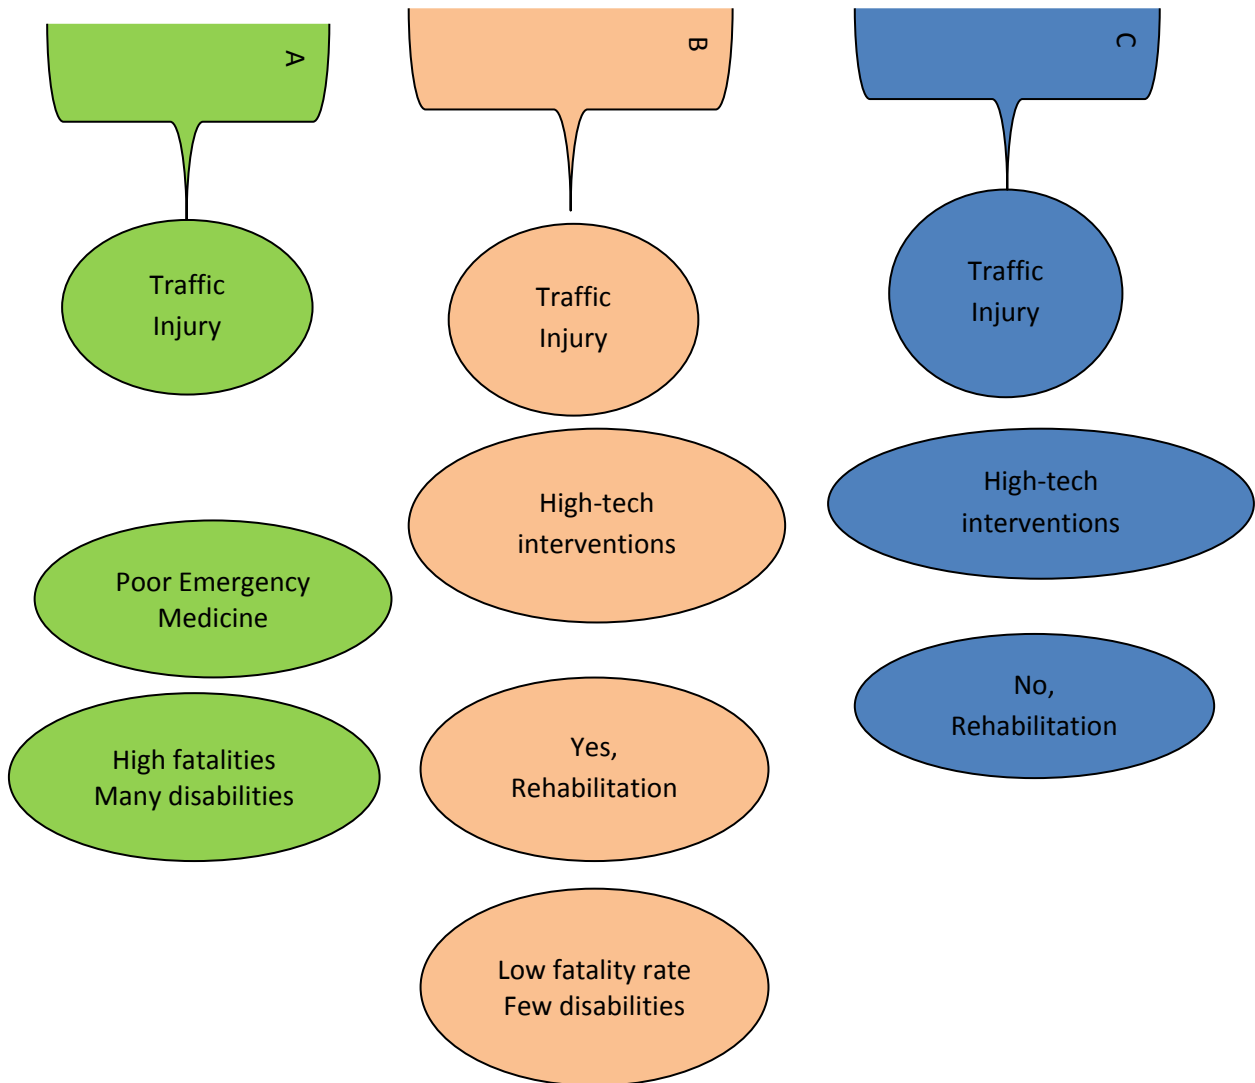 A
Traffic
Injury
Poor Emergency
Medicine
High fatalities
Many disabilities
B
Traffic
Injury
High-tech
interventions
Yes,
Rehabilitation
Low fatality rate
Few disabilities
C
Traffic
Injury
High-tech
interventions
No,
Rehabilitation